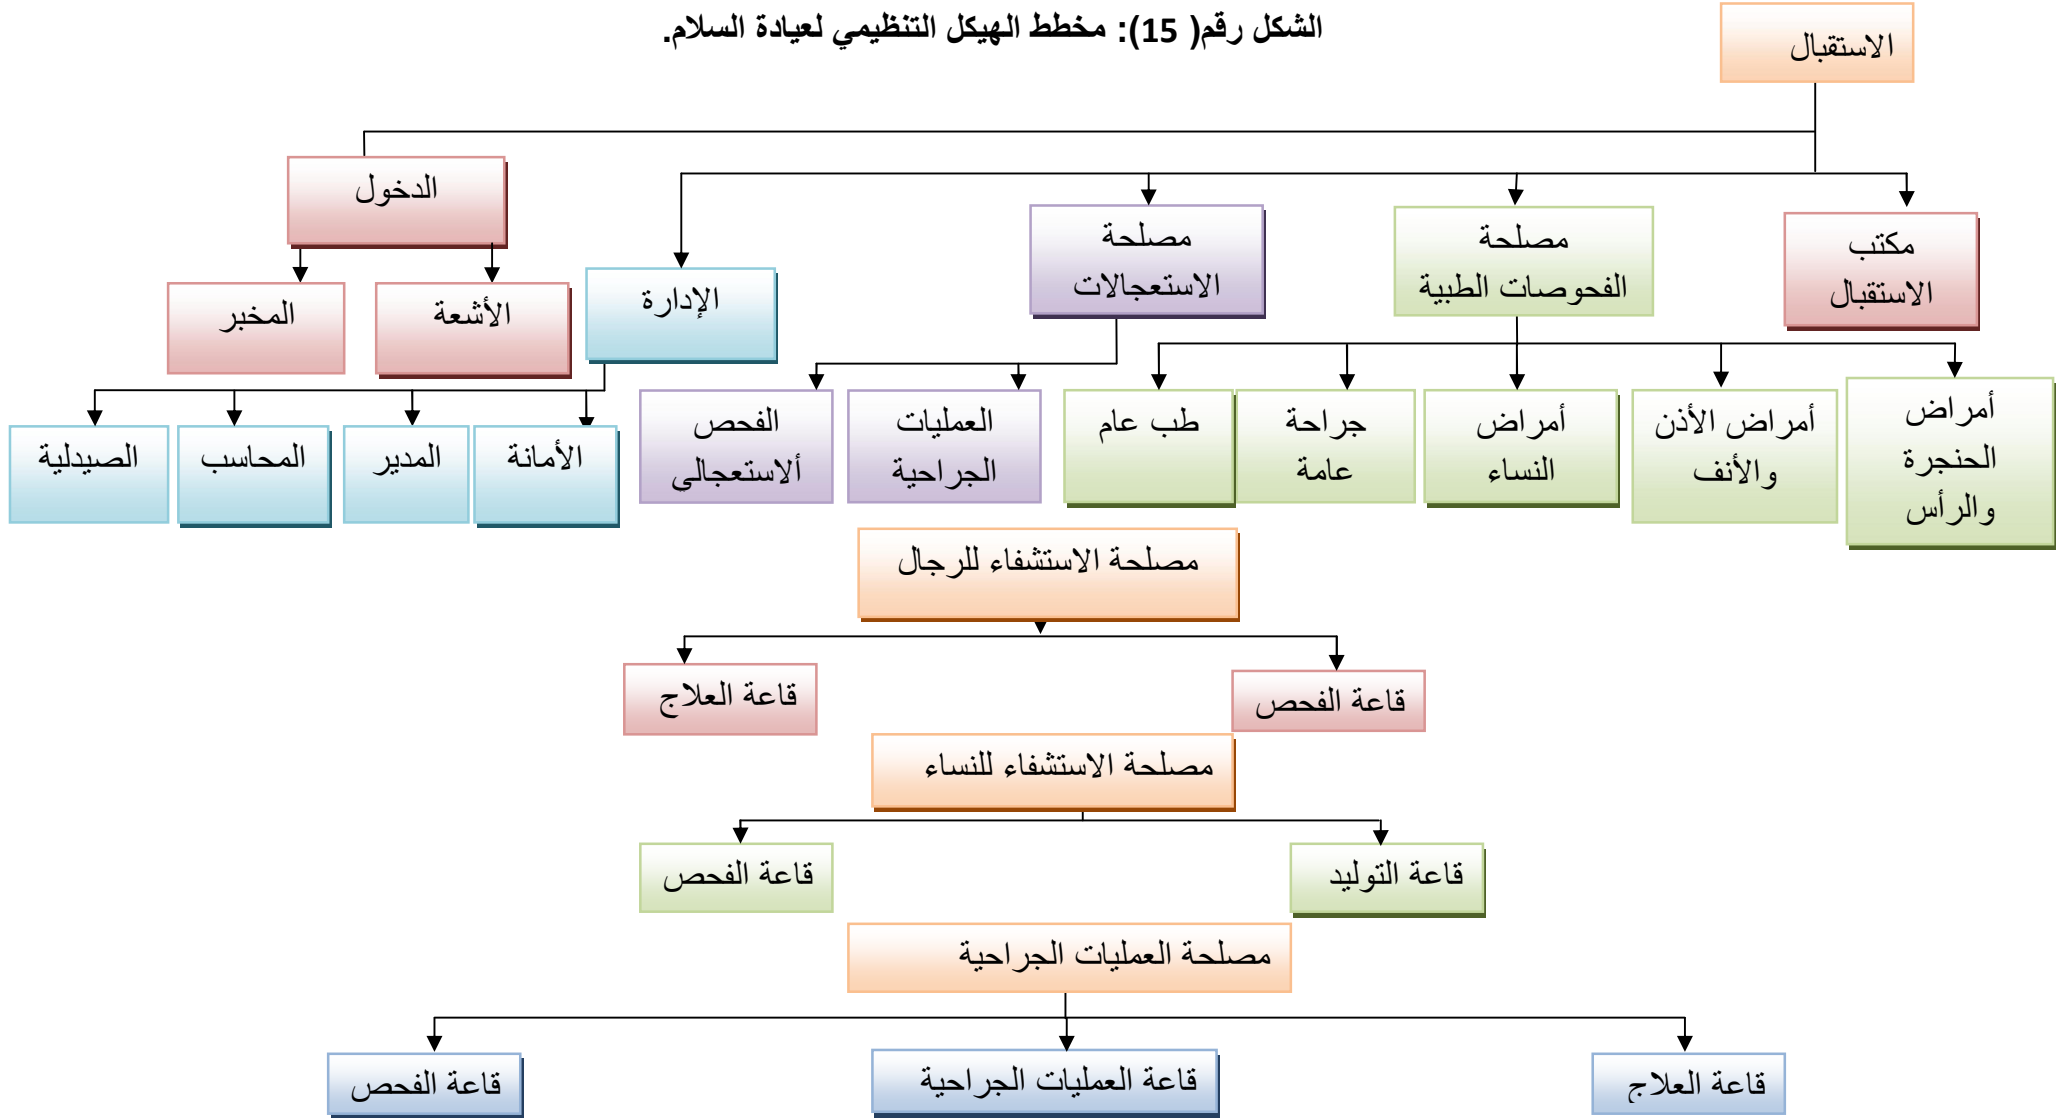 الشكل رقم( 15): مخطط الهيكل التنظيمي لعيادة السلام.
الاستقبال
الدخول
مكتب
الاستقبال
مصلحة
الفحوصات الطبية
مصلحة
الاستعجالات
الإدارة
الأشعة
المخبر
أمراض
الحنجرة
والرأس
أمراض الأذن
والأنف
أمراض
النساء
جراحة
عامة
طب عام
العمليات
الجراحية
الفحص
ألاستعجالي
الأمانة
المدير
المحاسب
الصيدلية
مصلحة الاستشفاء للرجال
قاعة الفحص
قاعة العلاج
مصلحة الاستشفاء للنساء
قاعة التوليد
قاعة الفحص
مصلحة العمليات الجراحية
قاعة العلاج
قاعة العمليات الجراحية
قاعة الفحص